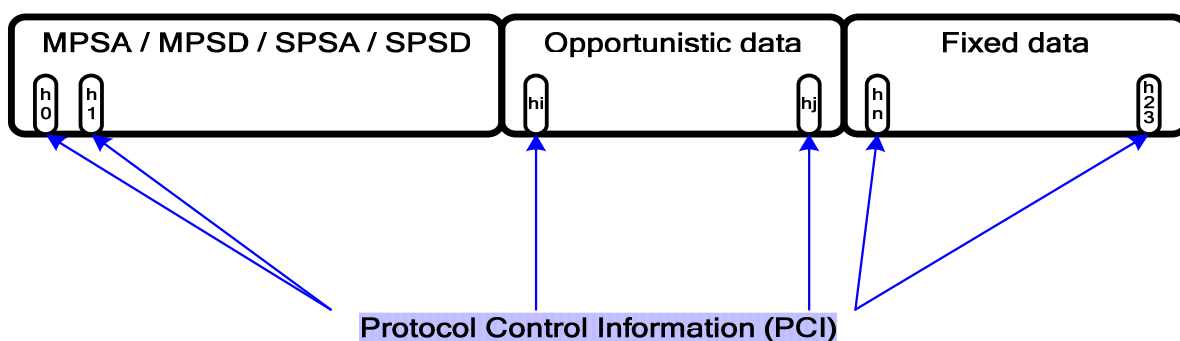 MPSA / MPSD / SPSA / SPSD
Opportunistic data
Fixed data
h
0
h
1
hi
hj
h
n
h
2
3
Protocol Control Information (PCI)